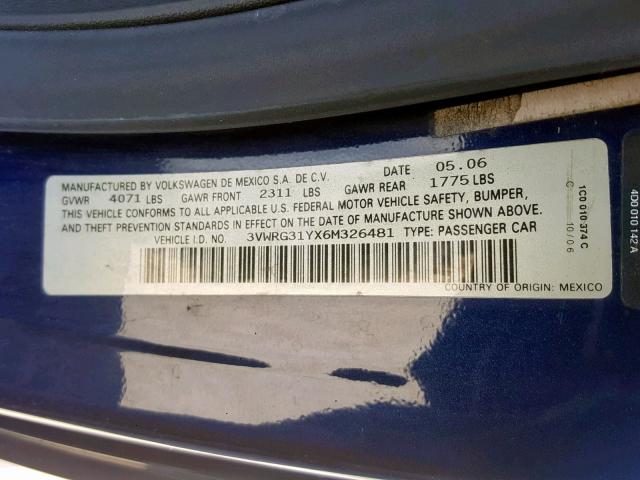 MANUFACTURED BY VOLKSWAGEN DE MEXICO S.A. DE C.V. DATE 05.06
GVWR 4071 LBS GAWR FRONT 2311 LBS GAWR REAR 1775 LBS
THIS VEHICLE CONFORMS TO ALL APPLICABLE U.S. FEDERAL MOTOR VEHICLE SAFETY, BUMPER,
AND THEFT PREVENTION STANDARDS IN EFFECT ON THE DATE OF MANUFACTURE SHOWN ABOVE.
VEHICLE I.D. NO. 3VWRG31YX6M326481 TYPE: PASSENGER CAR
COUNTRY OF ORIGIN: MEXICO
1C0 010 374 C
C 10/06
4D0 010 142 A